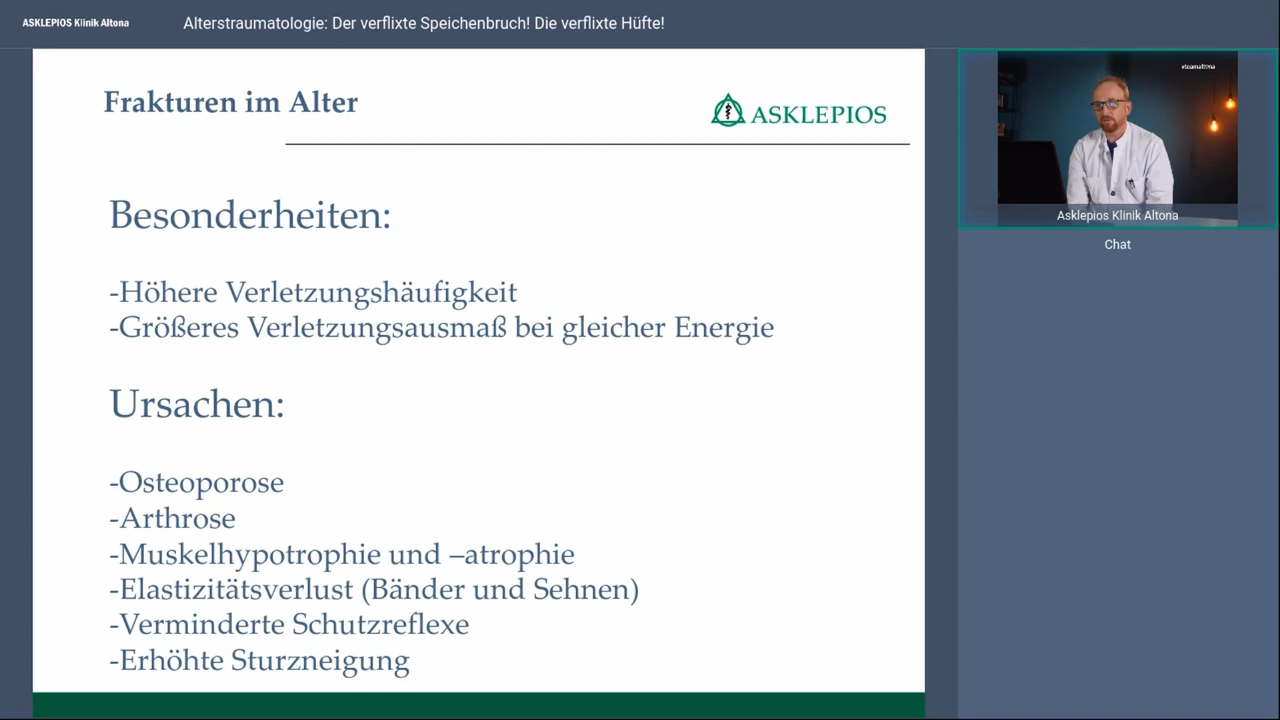 ASKLEPIOS Klinik Altona
Alterstraumatologie: Der verflixte Speichenbruch! Die verflixte Hüfte!
Frakturen im Alter
ASKLEPIOS
Besonderheiten:
-Höhere Verletzungshäufigkeit
-Größeres Verletzungsausmaß bei gleicher Energie
Ursachen:
-Osteoporose
-Arthrose
-Muskelhypotrophie und –atrophie
-Elastizitätsverlust (Bänder und Sehnen)
-Verminderte Schutzreflexe
-Erhöhte Sturzneigung
#teamaltona
Asklepios Klinik Altona
Chat